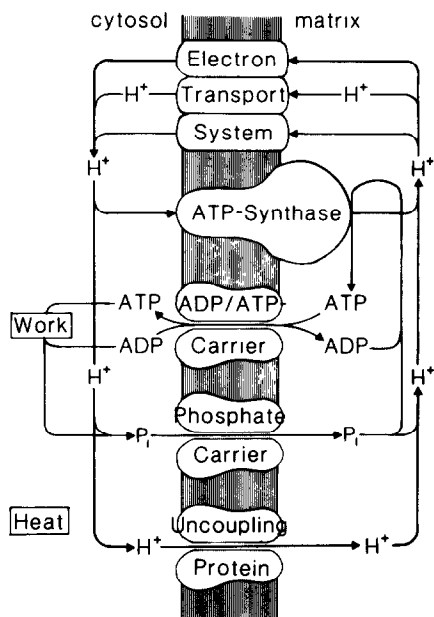 cytosol matrix
Electron
H⁺ Transport H⁺
System
H⁺ H⁺
ATP-Synthase
ATP ADP/ATP- ATP
Work
ADP Carrier ADP
H⁺ H⁺
Phosphate
Pᵢ Pᵢ
Carrier
Heat Uncoupling
H⁺ H⁺
Protein